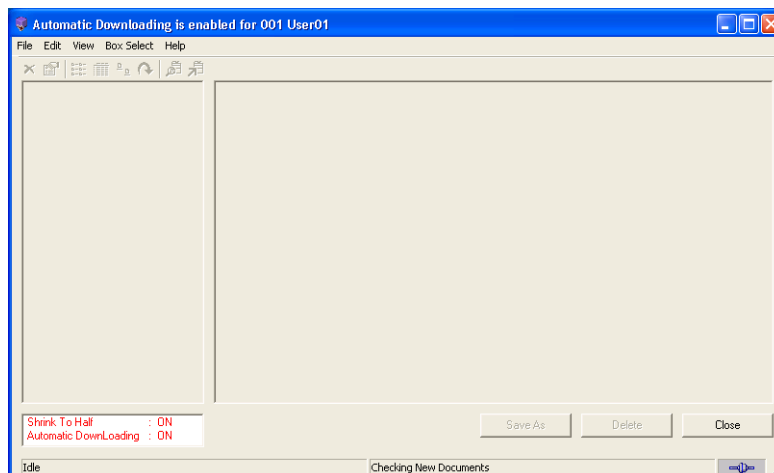 Automatic Downloading is enabled for 001 User01
File Edit View Box Select Help
Shrink To Half : ON
Automatic DownLoading : ON
Save As Delete Close
Idle Checking New Documents